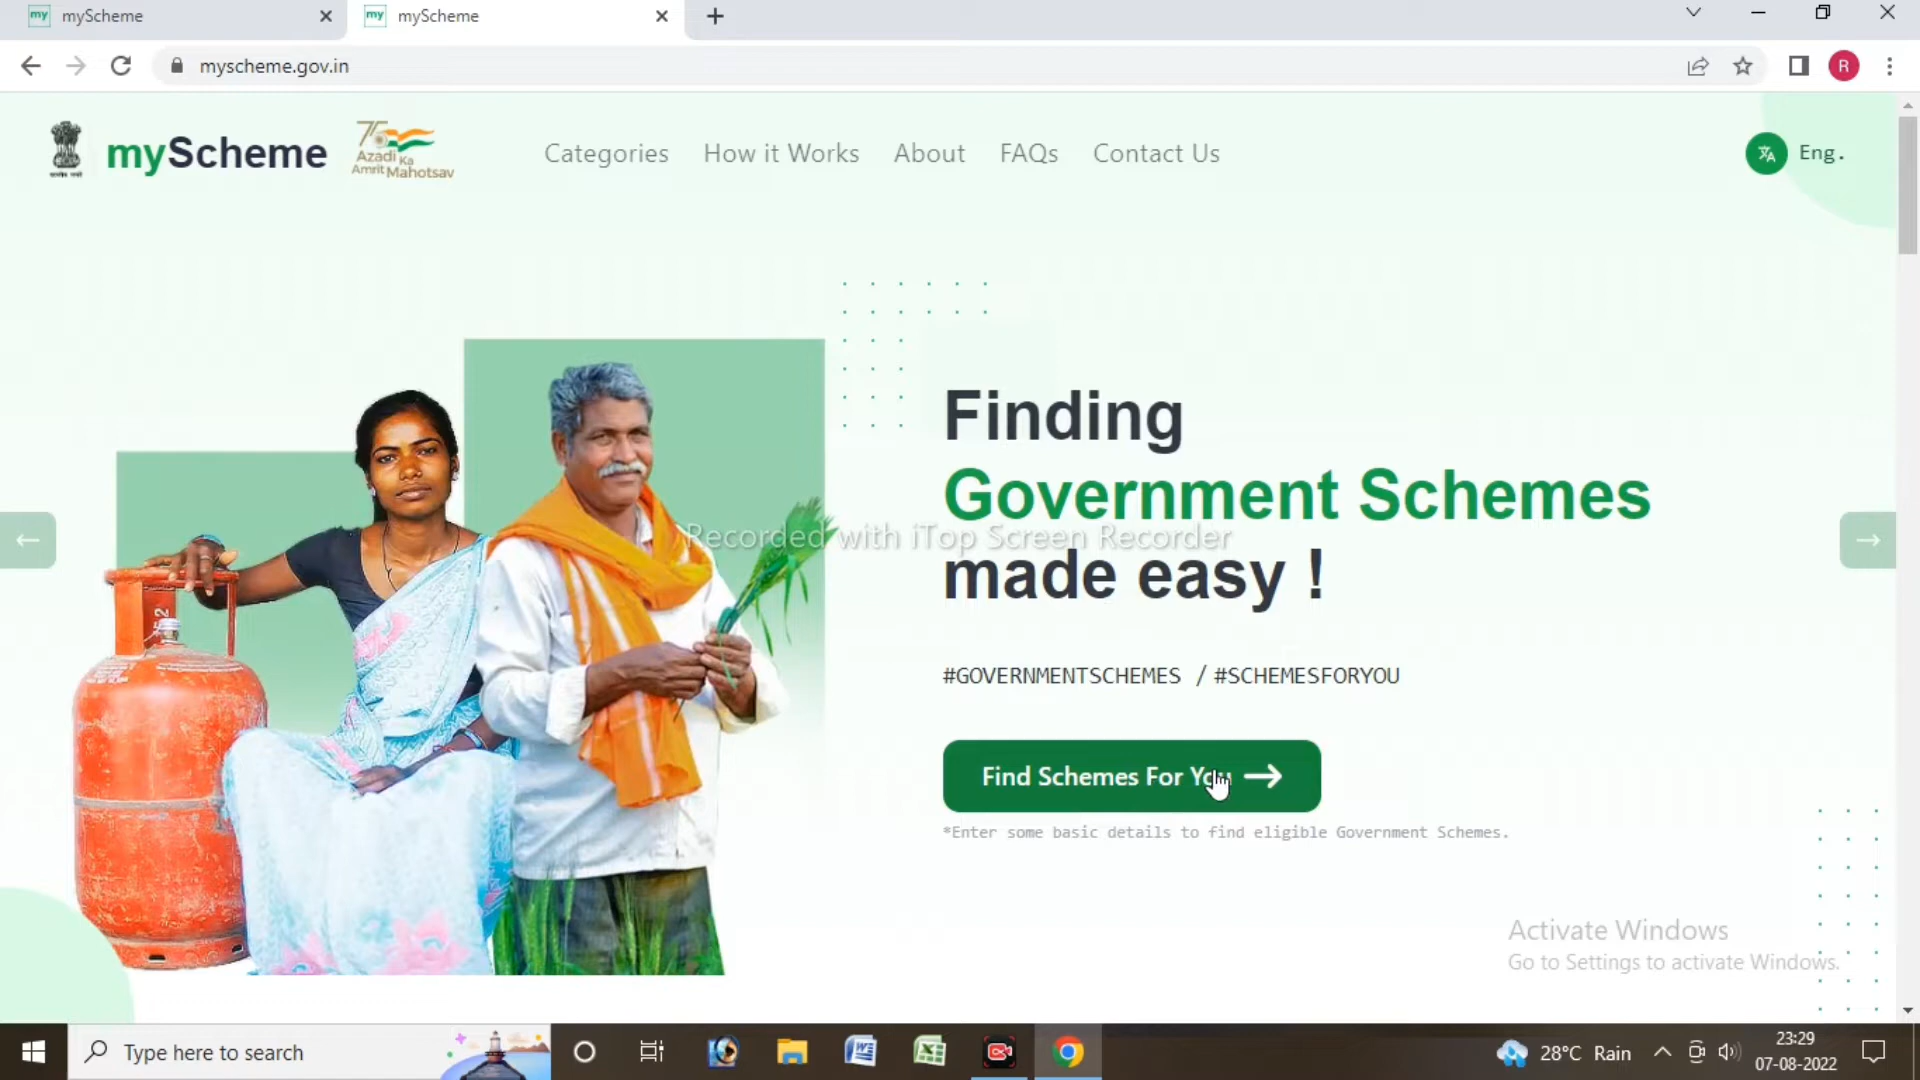 myScheme
myScheme
myscheme.gov.in
R
myScheme
75
Azadi Ka
Amrit Mahotsav
Categories
How it Works
About
FAQs
Contact Us
Eng.
Finding
Government Schemes
Recorded with iTop Screen Recorder
made easy !
#GOVERNMENTSCHEMES / #SCHEMESFORYOU
Find Schemes For You
*Enter some basic details to find eligible Government Schemes.
Activate Windows
Go to Settings to activate Windows.
Type here to search
28°C Rain
23:29
07-08-2022